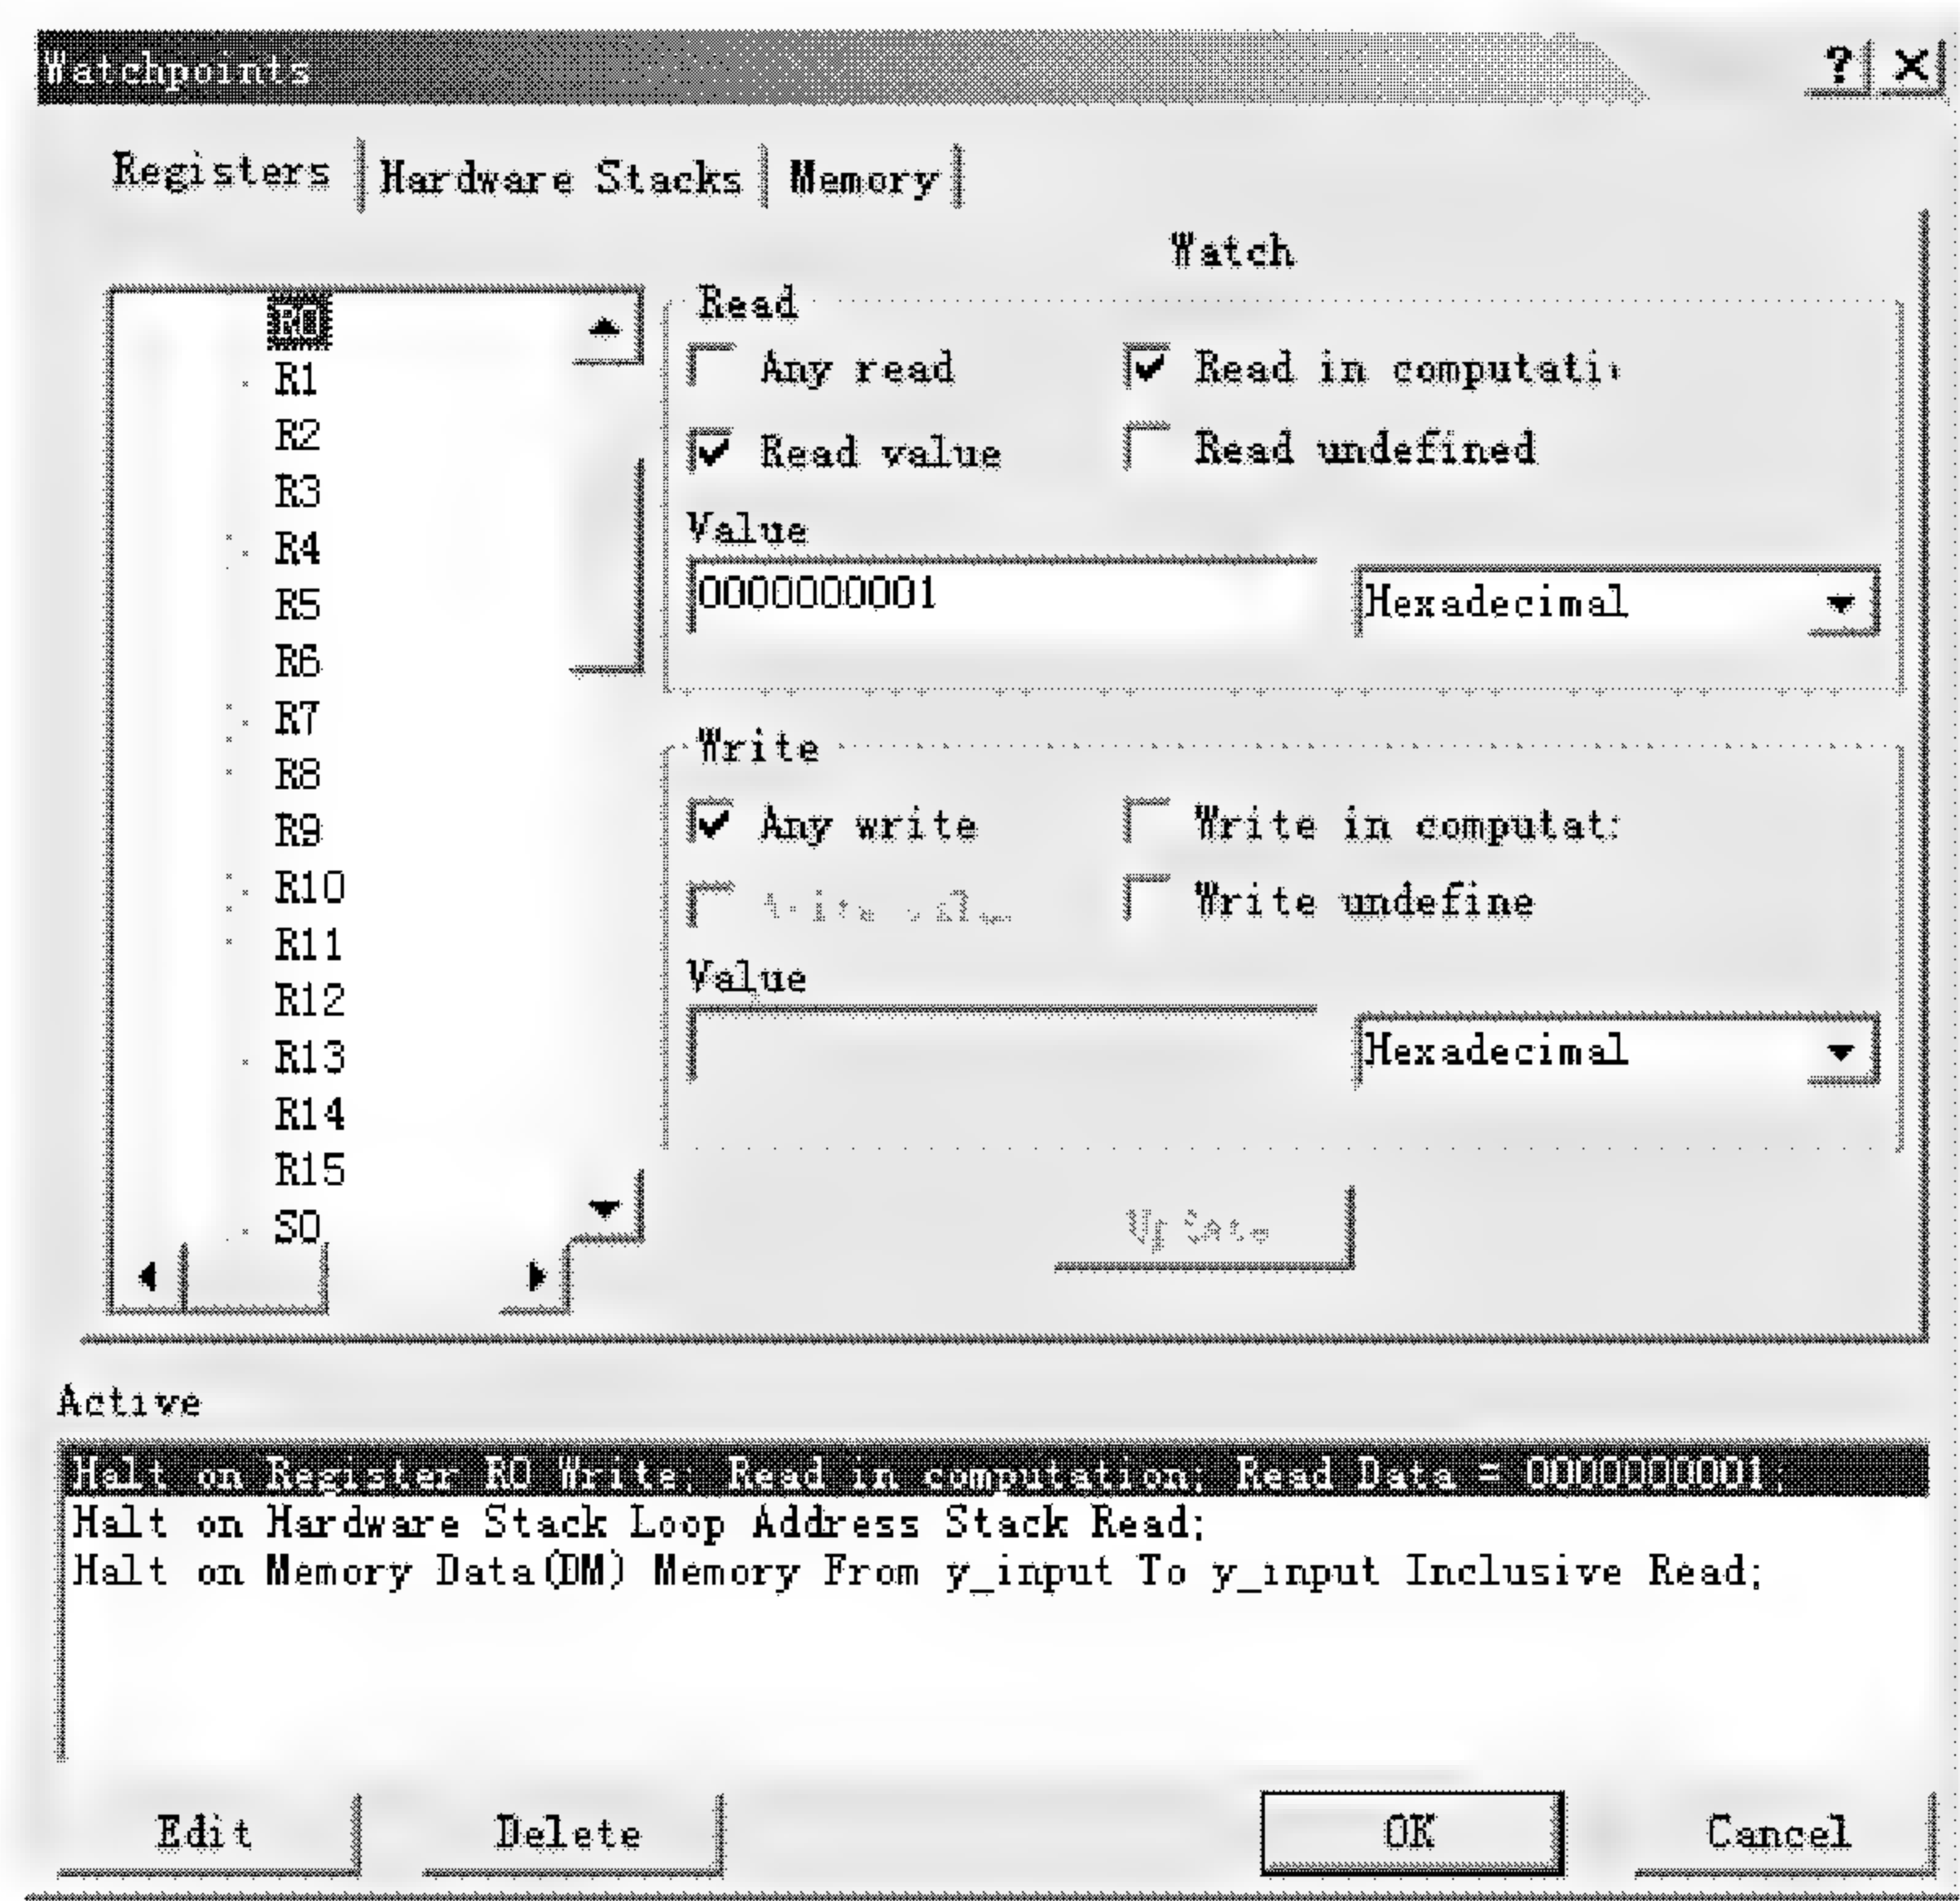 Watchpoints
Registers Hardware Stacks Memory
Watch
R0
R1
R2
R3
R4
R5
R6
R7
R8
R9
R10
R11
R12
R13
R14
R15
S0
Read
Any read Read in computati
Read value Read undefined
Value
0000000001 Hexadecimal
Write
Any write Write in computat
Write undefine
Value
Hexadecimal
Update
Active
Halt on Register R0 Write; Read in computation; Read Data = 0000000001;
Halt on Hardware Stack Loop Address Stack Read;
Halt on Memory Data(DM) Memory From y_input To y_input Inclusive Read;
Edit Delete OK Cancel